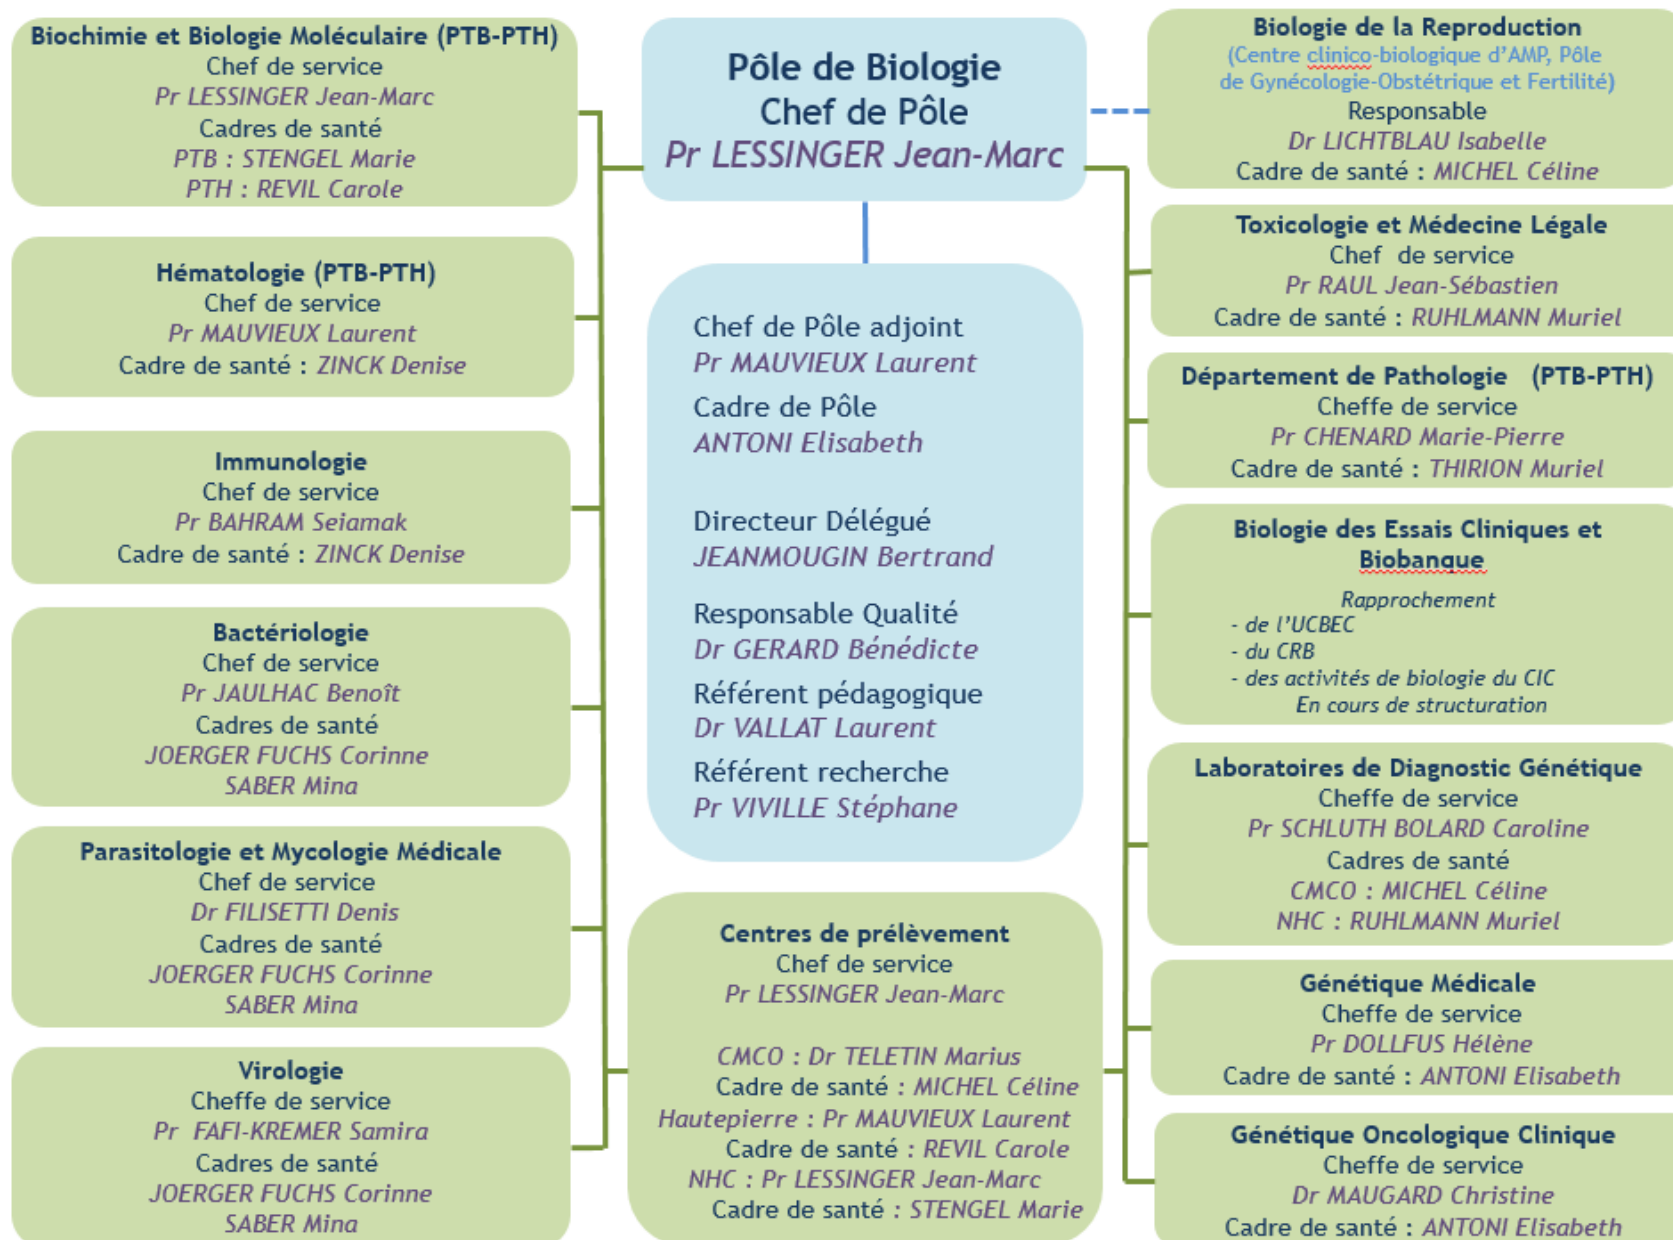 Biochimie et Biologie Moléculaire (PTB-PTH)
Chef de service
Pr LESSINGER Jean-Marc
Cadres de santé
PTB : STENGEL Marie
PTH : REVIL Carole
Hématologie (PTB-PTH)
Chef de service
Pr MAUVIEUX Laurent
Cadre de santé : ZINCK Denise
Immunologie
Chef de service
Pr BAHRAM Seiamak
Cadre de santé : ZINCK Denise
Bactériologie
Chef de service
Pr JAULHAC Benoît
Cadres de santé
JOERGER FUCHS Corinne
SABER Mina
Parasitologie et Mycologie Médicale
Chef de service
Dr FILISETTI Denis
Cadres de santé
JOERGER FUCHS Corinne
SABER Mina
Virologie
Cheffe de service
Pr FAFI-KREMER Samira
Cadres de santé
JOERGER FUCHS Corinne
SABER Mina
Pôle de Biologie
Chef de Pôle
Pr LESSINGER Jean-Marc
Chef de Pôle adjoint
Pr MAUVIEUX Laurent
Cadre de Pôle
ANTONI Elisabeth
Directeur Délégué
JEANMOUGIN Bertrand
Responsable Qualité
Dr GERARD Bénédicte
Référent pédagogique
Dr VALLAT Laurent
Référent recherche
Pr VIVILLE Stéphane
Centres de prélèvement
Chef de service
Pr LESSINGER Jean-Marc
CMCO : Dr TELETIN Marius
Cadre de santé : MICHEL Céline
Hautepierre : Pr MAUVIEUX Laurent
Cadre de santé : REVIL Carole
NHC : Pr LESSINGER Jean-Marc
Cadre de santé : STENGEL Marie
Biologie de la Reproduction
(Centre clinico-biologique d'AMP, Pôle
de Gynécologie-Obstétrique et Fertilité)
Responsable
Dr LICHTBLAU Isabelle
Cadre de santé : MICHEL Céline
Toxicologie et Médecine Légale
Chef de service
Pr RAUL Jean-Sébastien
Cadre de santé : RUHLMANN Muriel
Département de Pathologie (PTB-PTH)
Cheffe de service
Pr CHENARD Marie-Pierre
Cadre de santé : THIRION Muriel
Biologie des Essais Cliniques et
Biobanque
Rapprochement
- de l'UCBEC
- du CRB
- des activités de biologie du CIC
En cours de structuration
Laboratoires de Diagnostic Génétique
Cheffe de service
Pr SCHLUTH BOLARD Caroline
Cadres de santé
CMCO : MICHEL Céline
NHC : RUHLMANN Muriel
Génétique Médicale
Cheffe de service
Pr DOLLFUS Hélène
Cadre de santé : ANTONI Elisabeth
Génétique Oncologique Clinique
Cheffe de service
Dr MAUGARD Christine
Cadre de santé : ANTONI Elisabeth